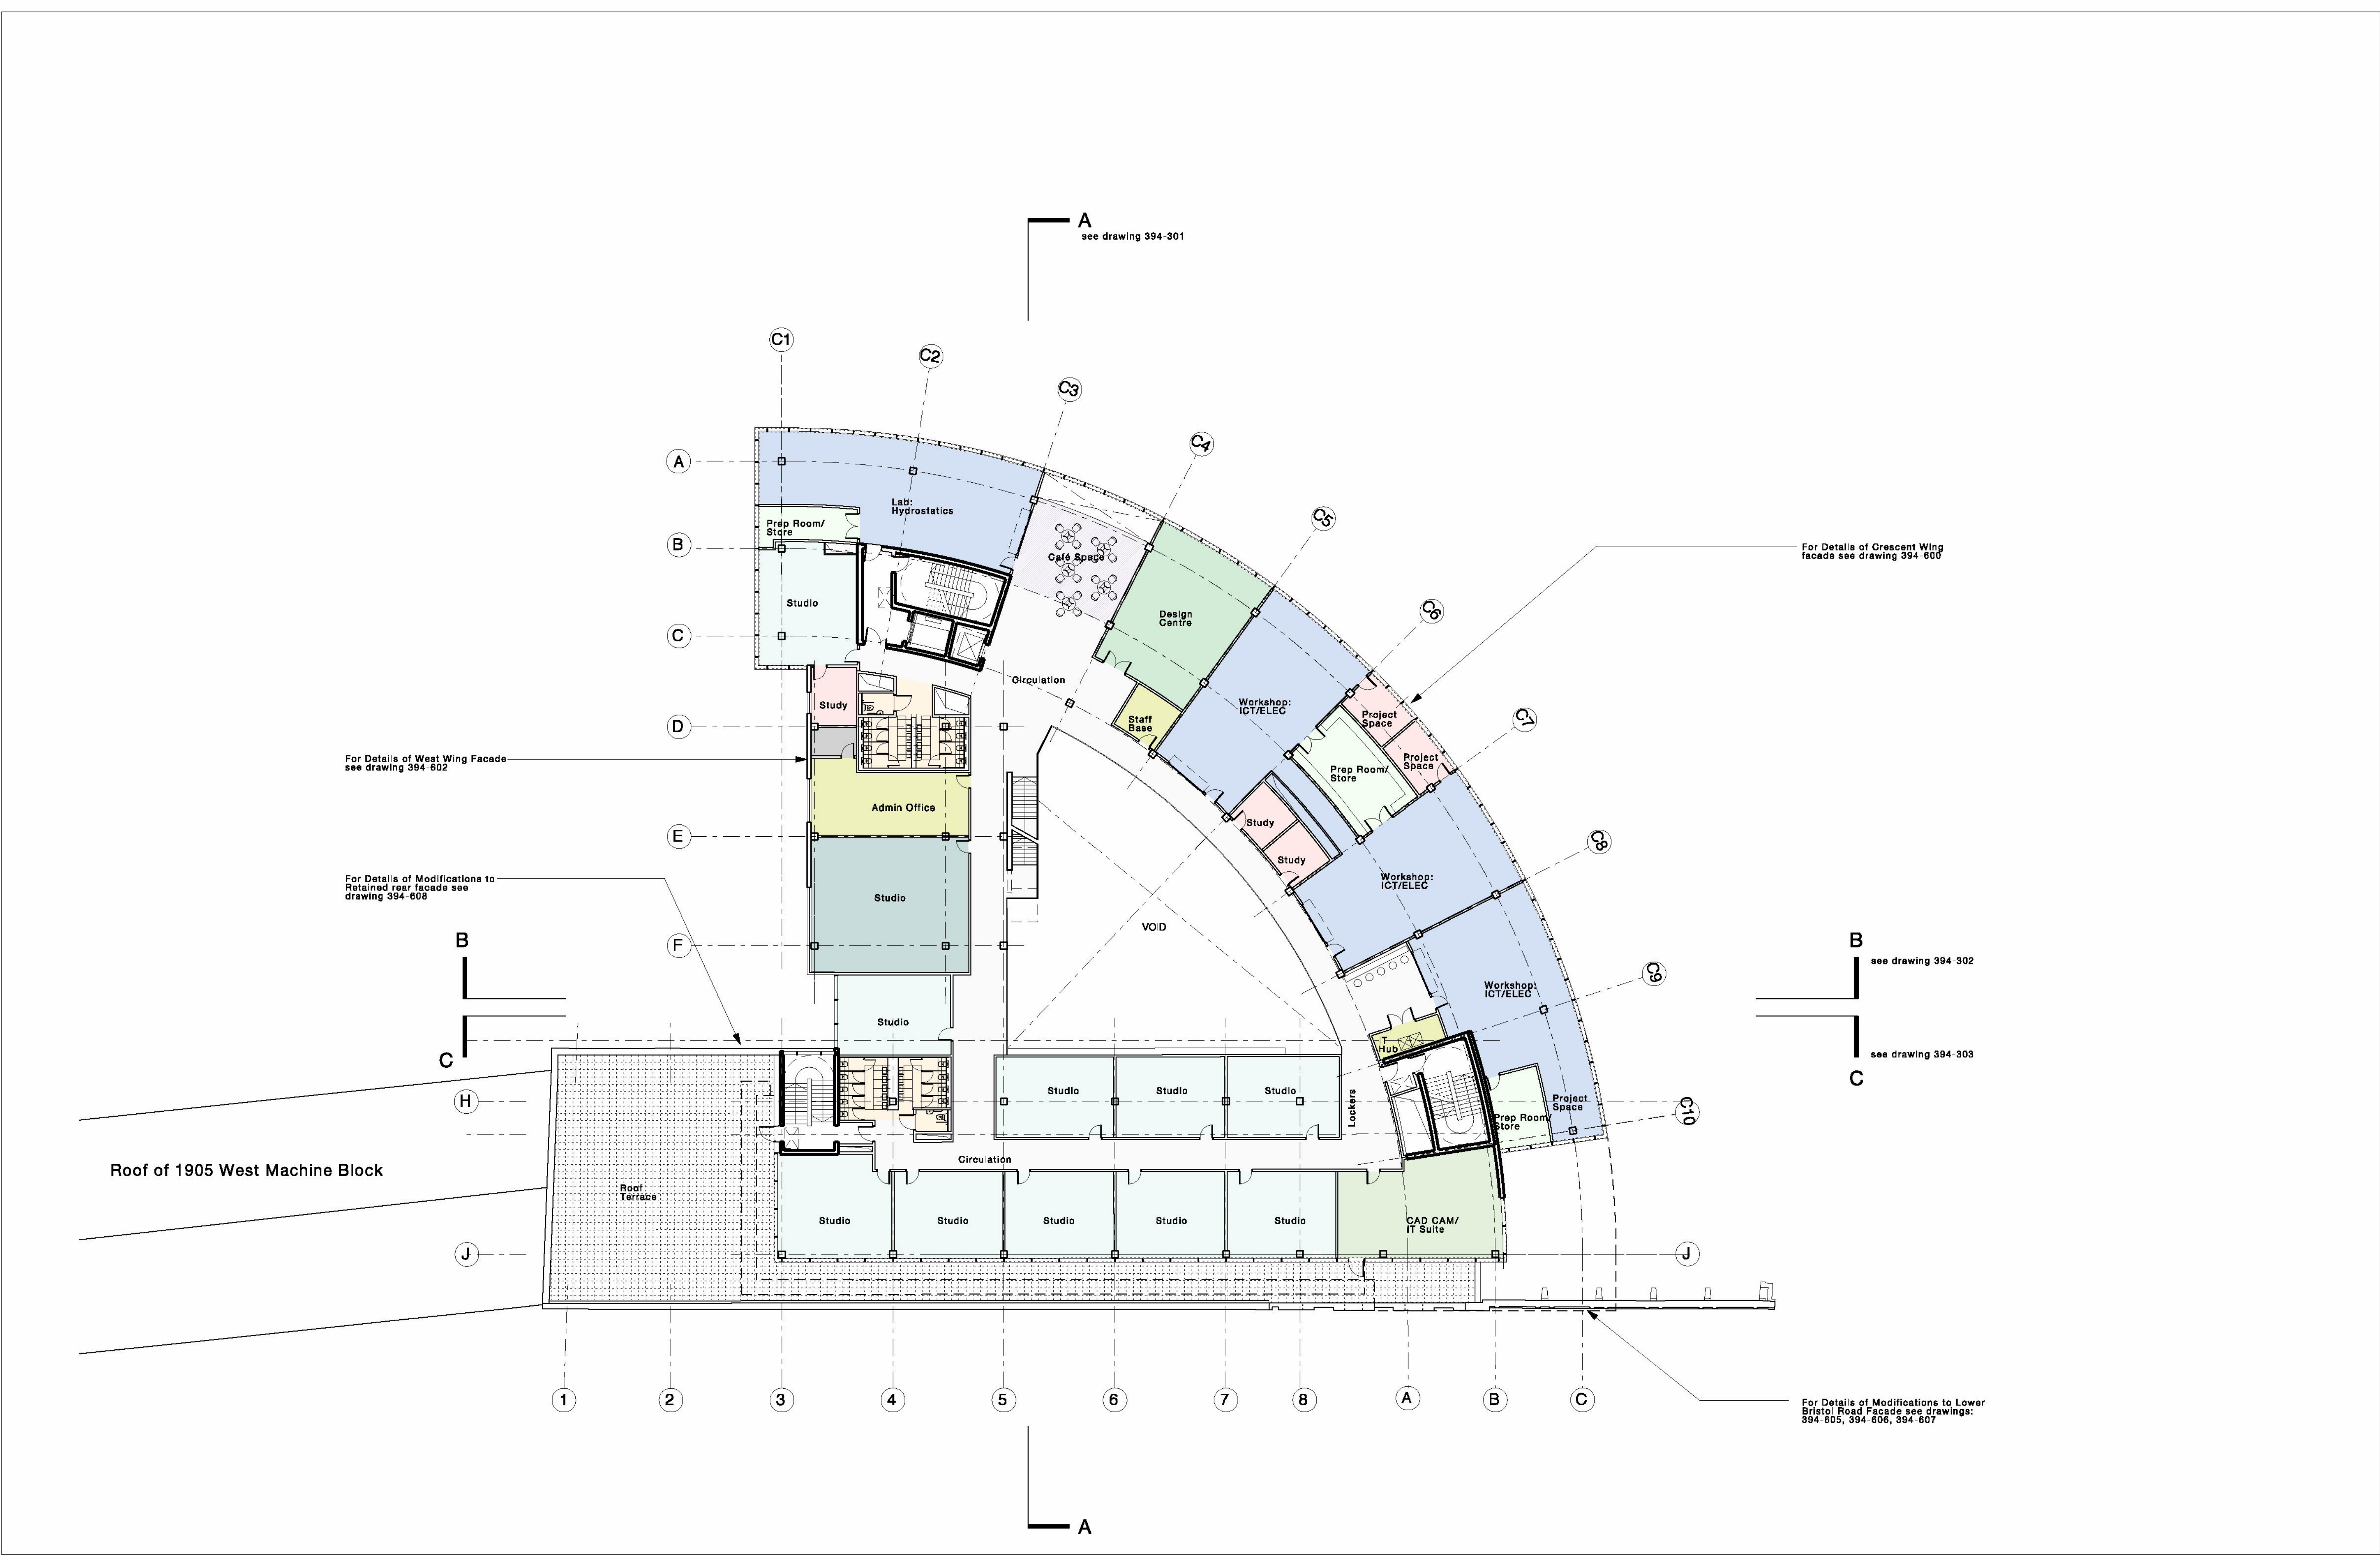 A
see drawing 394-301
C1
C2
C3
C4
C5
C6
C7
C8
C9
C10
A
B
C
D
E
F
H
J
Lab:
Hydrostatics
Prep Room/
Store
Studio
Café Space
Design
Centre
Circulation
Study
Staff
Base
Workshop:
ICT/ELEC
Project
Space
Project
Space
Prep Room/
Store
Admin Office
Study
Study
Workshop:
ICT/ELEC
Studio
VOID
Workshop:
ICT/ELEC
Studio
IT
Hub
Studio
Studio
Studio
Lockers
Project
Space
Prep Room/
Store
Circulation
Roof
Terrace
Studio
Studio
Studio
Studio
Studio
CAD CAM/
IT Suite
J
For Details of Crescent Wing
facade see drawing 394-600
For Details of West Wing Facade
see drawing 394-602
For Details of Modifications to
Retained rear facade see
drawing 394-608
B
C
B
see drawing 394-302
see drawing 394-303
C
Roof of 1905 West Machine Block
1
2
3
4
5
6
7
8
A
B
C
For Details of Modifications to Lower
Bristol Road Facade see drawings:
394-605, 394-606, 394-607
A